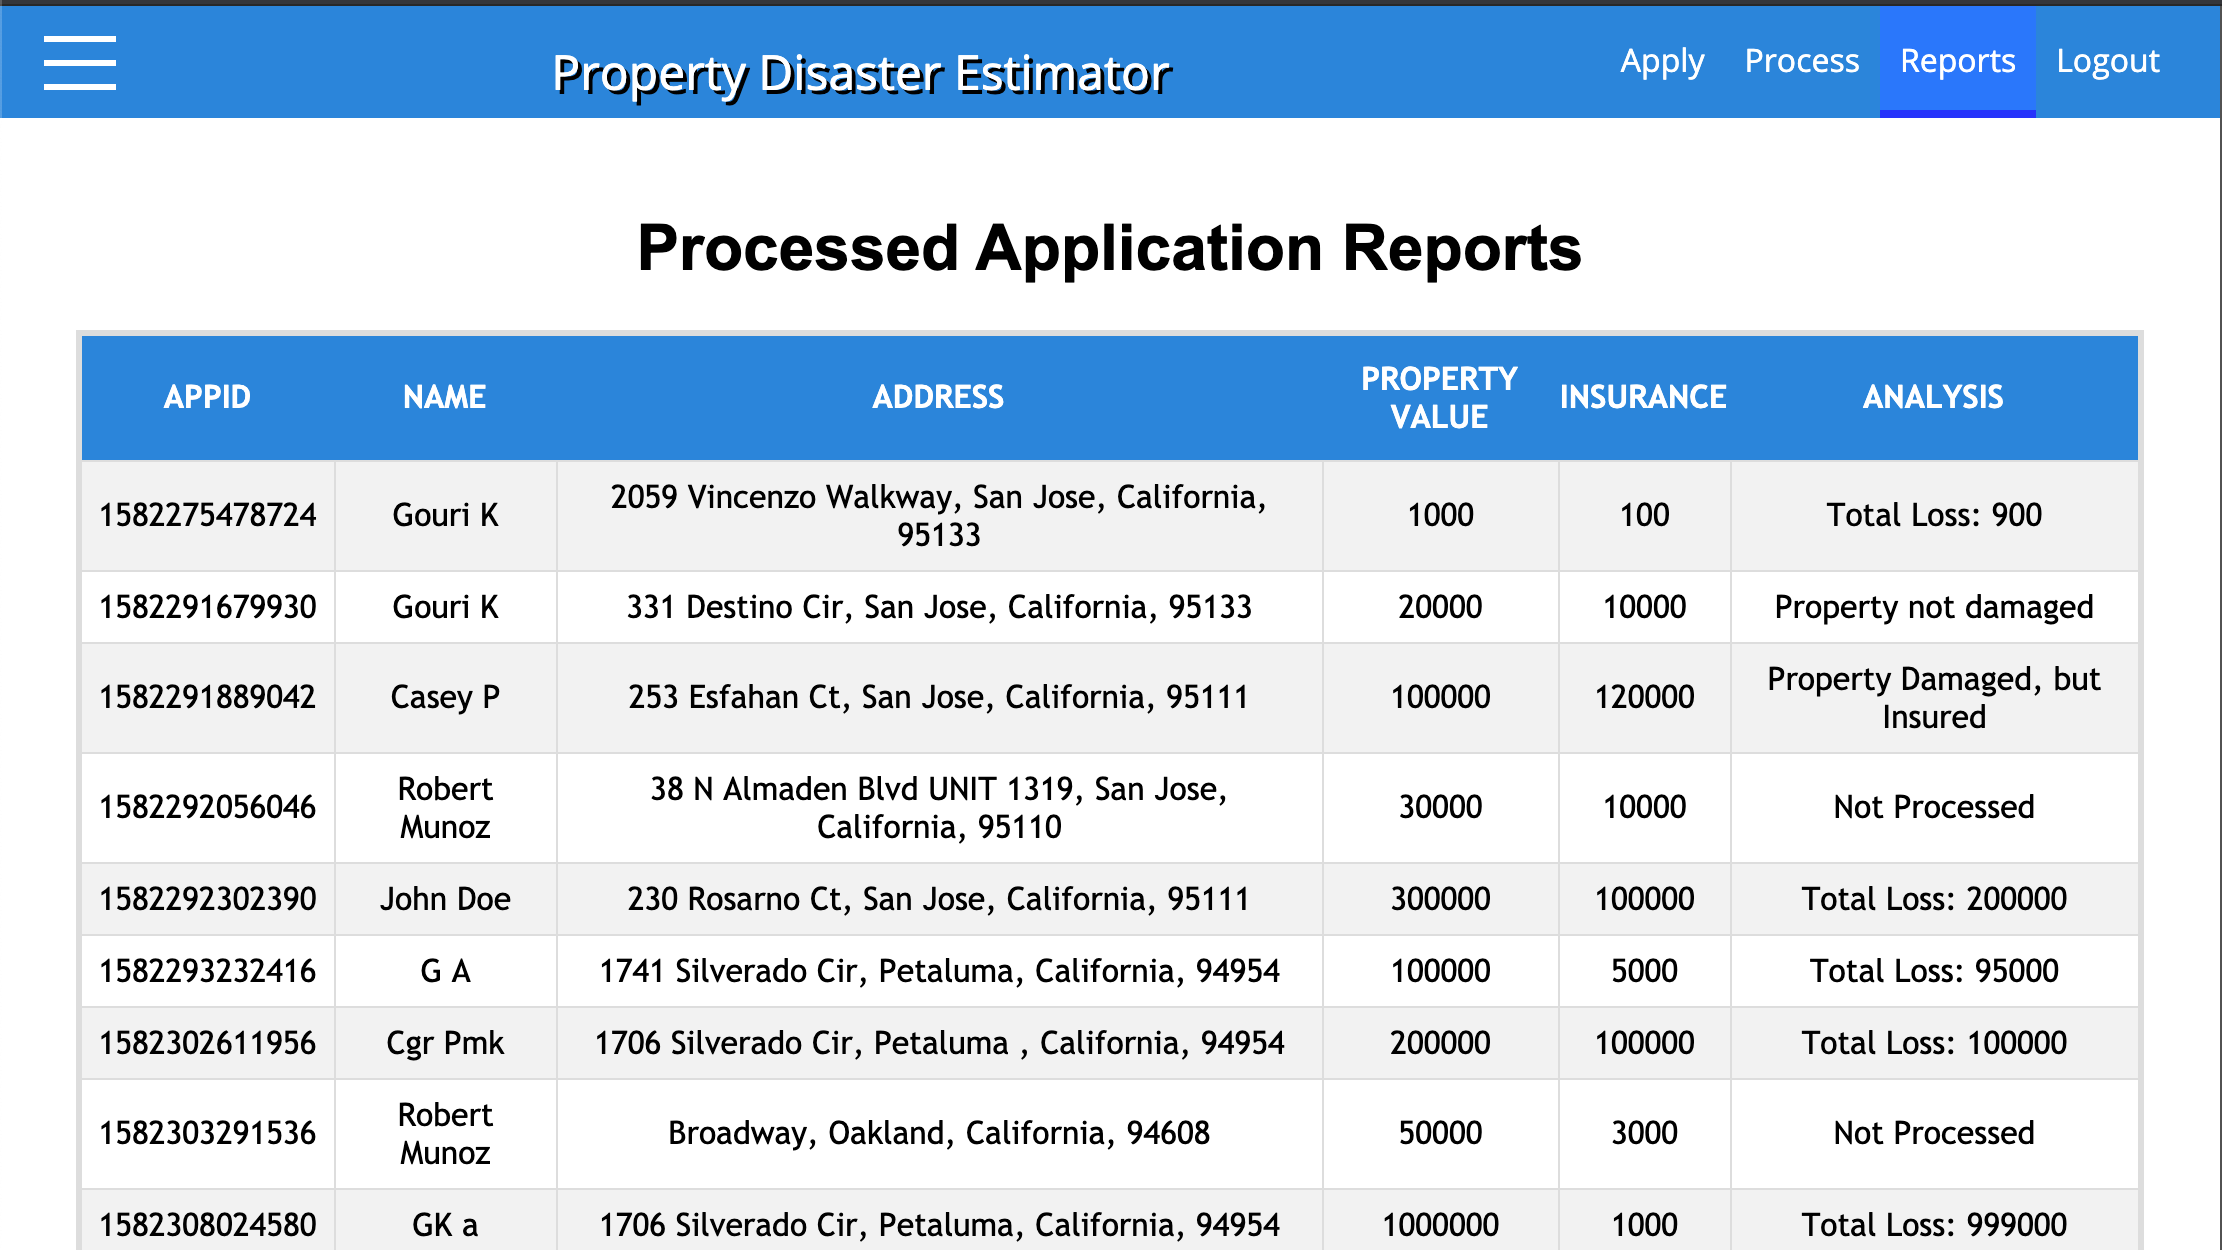 Property Disaster Estimator
Apply Process Reports Logout
Processed Application Reports
APPID NAME ADDRESS PROPERTY VALUE INSURANCE ANALYSIS
1582275478724 Gouri K 2059 Vincenzo Walkway, San Jose, California, 95133 1000 100 Total Loss: 900
1582291679930 Gouri K 331 Destino Cir, San Jose, California, 95133 20000 10000 Property not damaged
1582291889042 Casey P 253 Esfahan Ct, San Jose, California, 95111 100000 120000 Property Damaged, but Insured
1582292056046 Robert Munoz 38 N Almaden Blvd UNIT 1319, San Jose, California, 95110 30000 10000 Not Processed
1582292302390 John Doe 230 Rosarno Ct, San Jose, California, 95111 300000 100000 Total Loss: 200000
1582293232416 G A 1741 Silverado Cir, Petaluma, California, 94954 100000 5000 Total Loss: 95000
1582302611956 Cgr Pmk 1706 Silverado Cir, Petaluma , California, 94954 200000 100000 Total Loss: 100000
1582303291536 Robert Munoz Broadway, Oakland, California, 94608 50000 3000 Not Processed
1582308024580 GK a 1706 Silverado Cir, Petaluma, California, 94954 1000000 1000 Total Loss: 999000